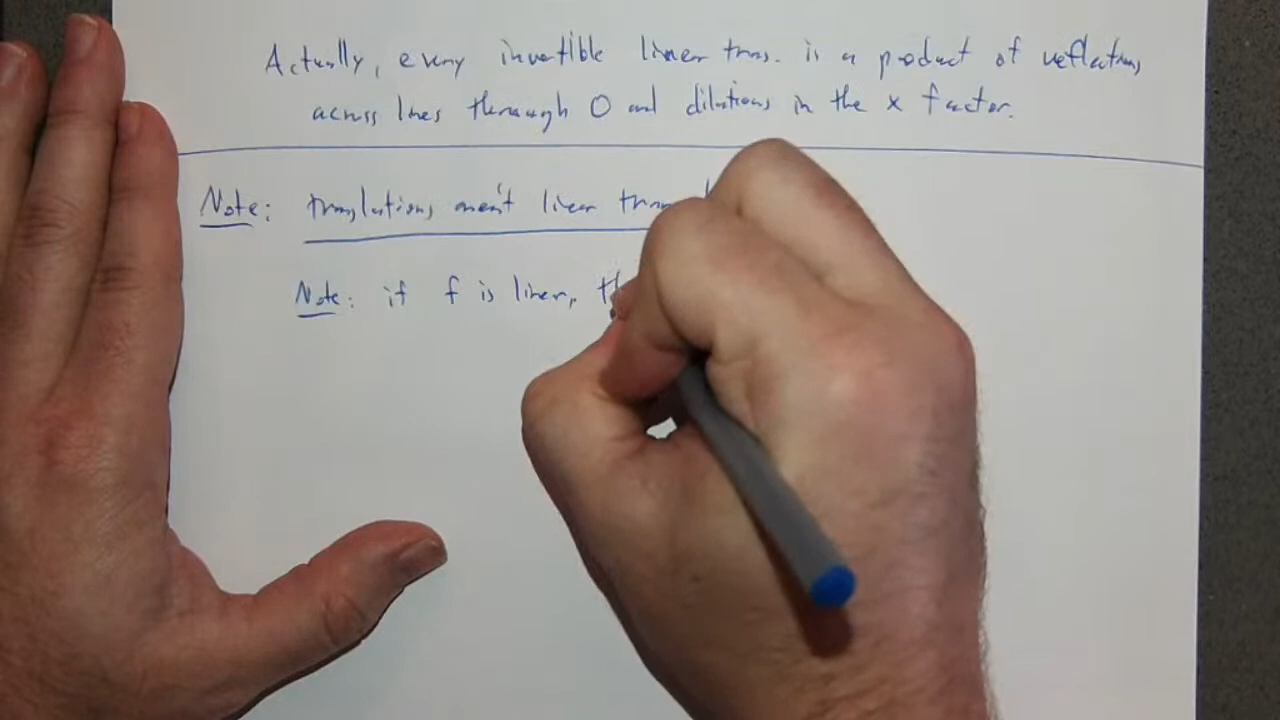 Actually, every invertible linear trans. is a product of reflections
across lines through 0 and dilations in the x factor.
Note: translations aren't linear
Note: if f is linear,